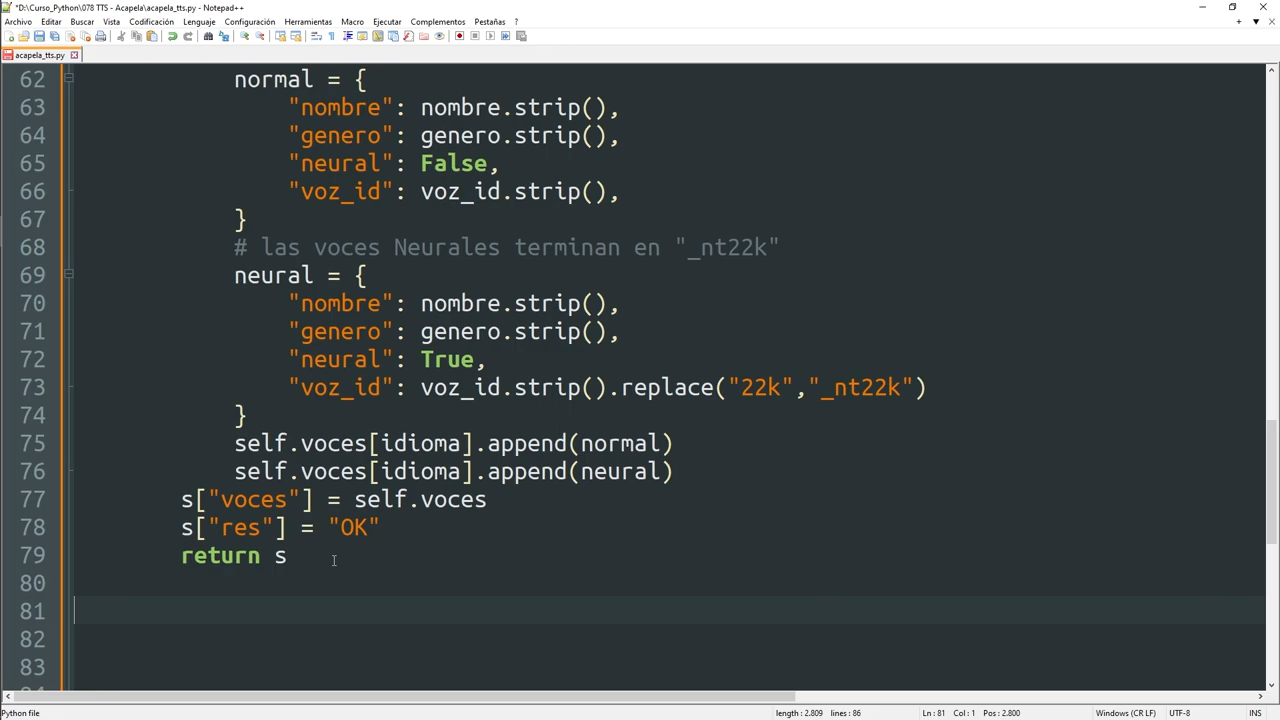 *D:\Curso_Python\078 TTS - Acapela\acapela_tts.py - Notepad++
Archivo Editar Buscar Vista Codificación Lenguaje Configuración Herramientas Macro Ejecutar Complementos Pestañas ?
acapela_tts.py
62 normal = {
63 "nombre": nombre.strip(),
64 "genero": genero.strip(),
65 "neural": False,
66 "voz_id": voz_id.strip(),
67 }
68 # las voces Neurales terminan en "_nt22k"
69 neural = {
70 "nombre": nombre.strip(),
71 "genero": genero.strip(),
72 "neural": True,
73 "voz_id": voz_id.strip().replace("22k","_nt22k")
74 }
75 self.voces[idioma].append(normal)
76 self.voces[idioma].append(neural)
77 s["voces"] = self.voces
78 s["res"] = "OK"
79 return s
80
81
82
83
Python file length : 2.809 lines : 86 Ln : 81 Col : 1 Pos : 2.800 Windows (CR LF) UTF-8 INS